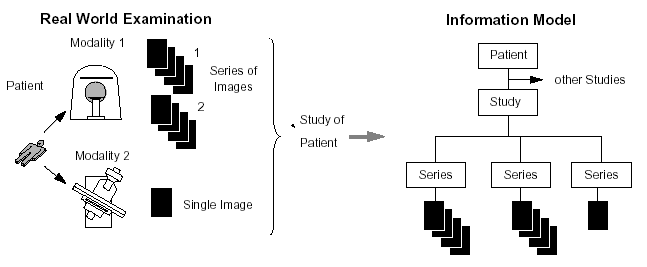 Real World Examination
Information Model
Modality 1
1
Patient
Series of
Images
2
Modality 2
Single Image
Study of
Patient
Patient
other Studies
Study
Series
Series
Series